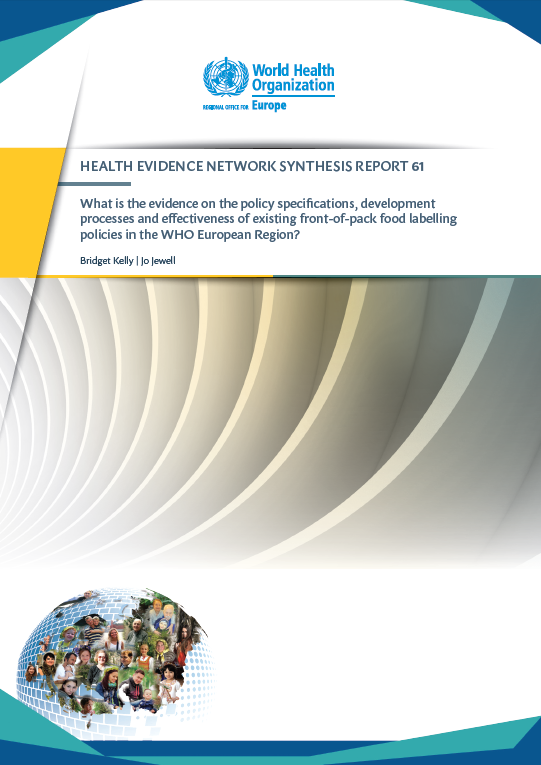 World Health
Organization
REGIONAL OFFICE FOR Europe
HEALTH EVIDENCE NETWORK SYNTHESIS REPORT 61
What is the evidence on the policy specifications, development
processes and effectiveness of existing front-of-pack food labelling
policies in the WHO European Region?
Bridget Kelly | Jo Jewell